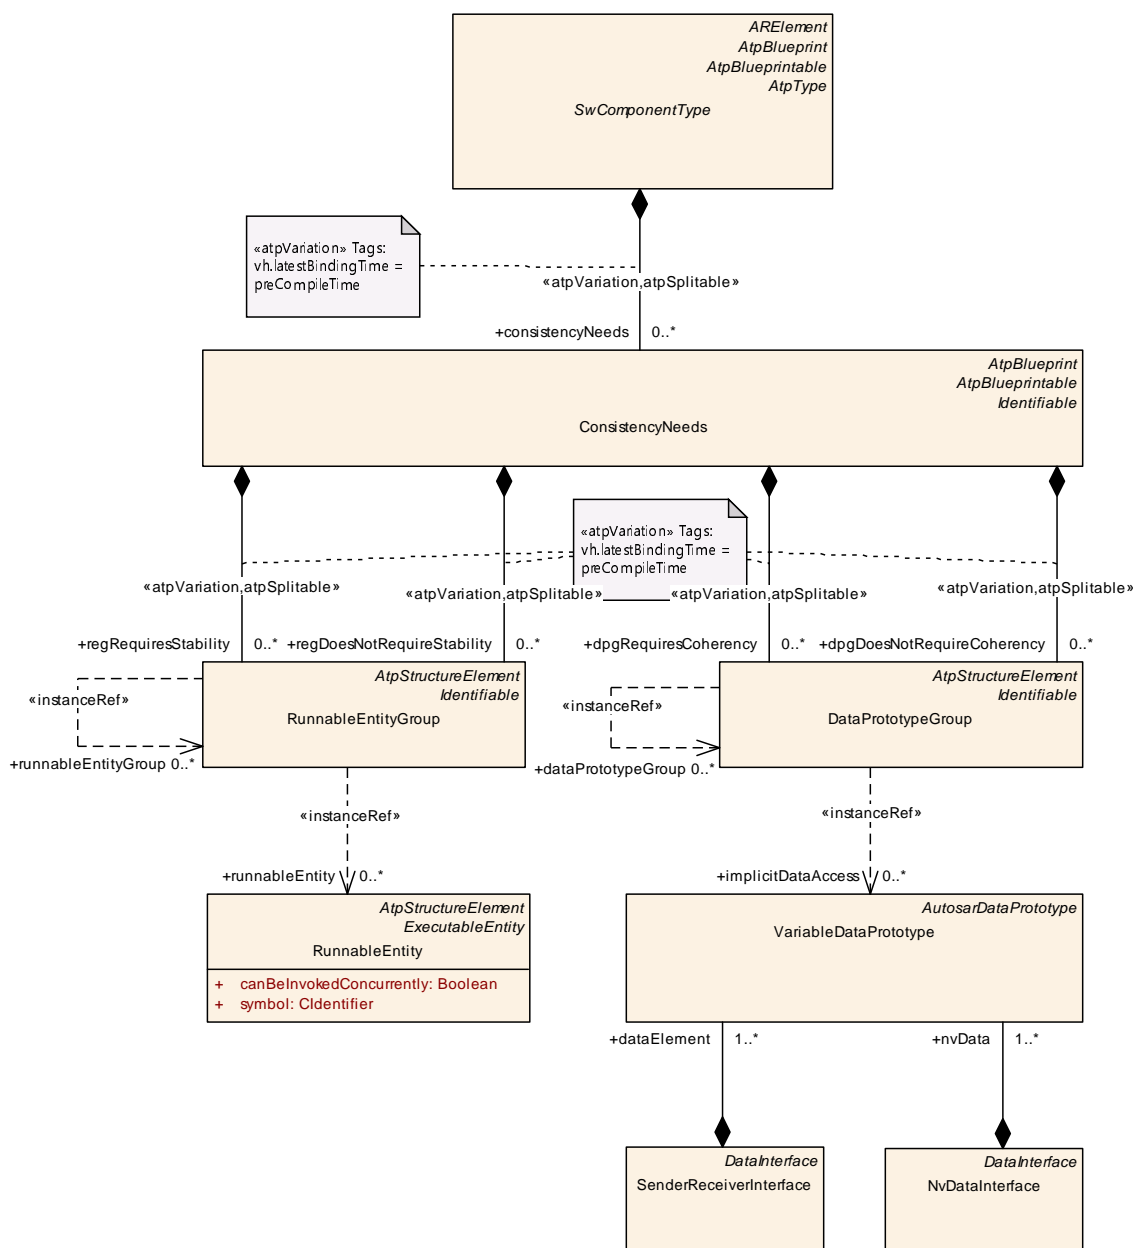 ARElement
AtpBlueprint
AtpBlueprintable
AtpType
SwComponentType
«atpVariation» Tags:
vh.latestBindingTime =
preCompileTime
«atpVariation,atpSplitable»
+consistencyNeeds 0..*
AtpBlueprint
AtpBlueprintable
Identifiable
ConsistencyNeeds
«atpVariation» Tags:
vh.latestBindingTime =
preCompileTime
«atpVariation,atpSplitable» «atpVariation,atpSplitable» «atpVariation,atpSplitable» «atpVariation,atpSplitable»
+regRequiresStability 0..* +regDoesNotRequireStability 0..* +dpgRequiresCoherency 0..* +dpgDoesNotRequireCoherency 0..*
AtpStructureElement
Identifiable
RunnableEntityGroup
«instanceRef»
+runnableEntityGroup 0..*
AtpStructureElement
Identifiable
DataPrototypeGroup
«instanceRef»
+dataPrototypeGroup 0..*
«instanceRef»
+runnableEntity 0..*
«instanceRef»
+implicitDataAccess 0..*
AtpStructureElement
ExecutableEntity
RunnableEntity
+ canBeInvokedConcurrently: Boolean
+ symbol: CIdentifier
AutosarDataPrototype
VariableDataPrototype
+dataElement 1..*
+nvData 1..*
DataInterface
SenderReceiverInterface
DataInterface
NvDataInterface